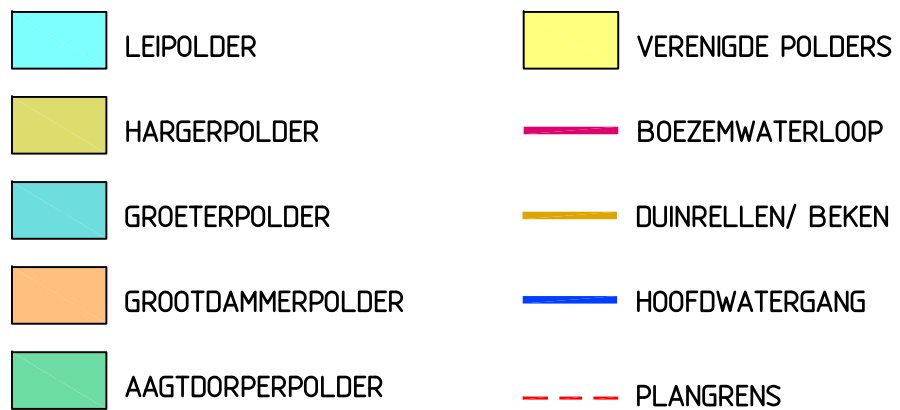 LEIPOLDER
HARGERPOLDER
GROETERPOLDER
GROOTDAMMERPOLDER
AAGTDORPERPOLDER
VERENIGDE POLDERS
BOEZEMWATERLOOP
DUINRELLEN/ BEKEN
HOOFDWATERGANG
PLANGRENS